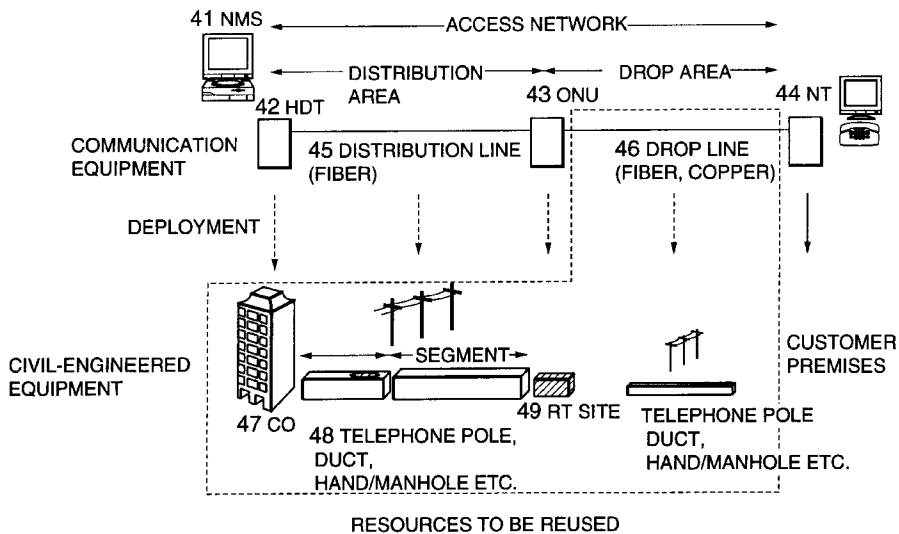 41 NMS
ACCESS NETWORK
DISTRIBUTION
AREA
DROP AREA
42 HDT
43 ONU
44 NT
COMMUNICATION
EQUIPMENT
45 DISTRIBUTION LINE
(FIBER)
46 DROP LINE
(FIBER, COPPER)
DEPLOYMENT
CIVIL-ENGINEERED
EQUIPMENT
SEGMENT
CUSTOMER
PREMISES
47 CO
48 TELEPHONE POLE,
DUCT,
HAND/MANHOLE ETC.
49 RT SITE
TELEPHONE POLE
DUCT,
HAND/MANHOLE ETC.
RESOURCES TO BE REUSED